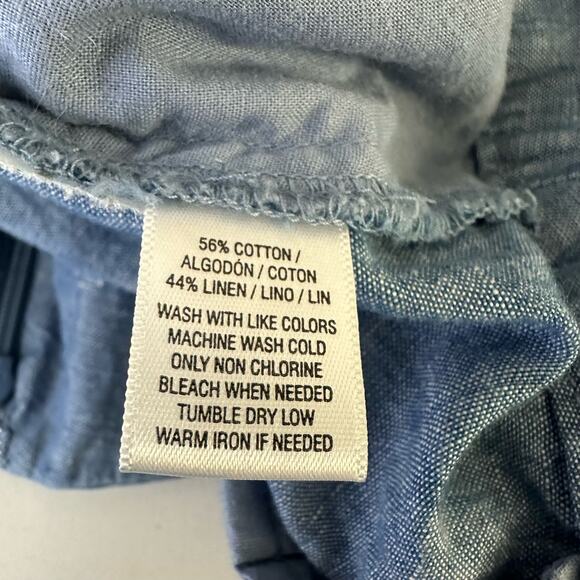 56% COTTON /
ALGODÓN / COTON
44% LINEN / LINO / LIN
WASH WITH LIKE COLORS
MACHINE WASH COLD
ONLY NON CHLORINE
BLEACH WHEN NEEDED
TUMBLE DRY LOW
WARM IRON IF NEEDED